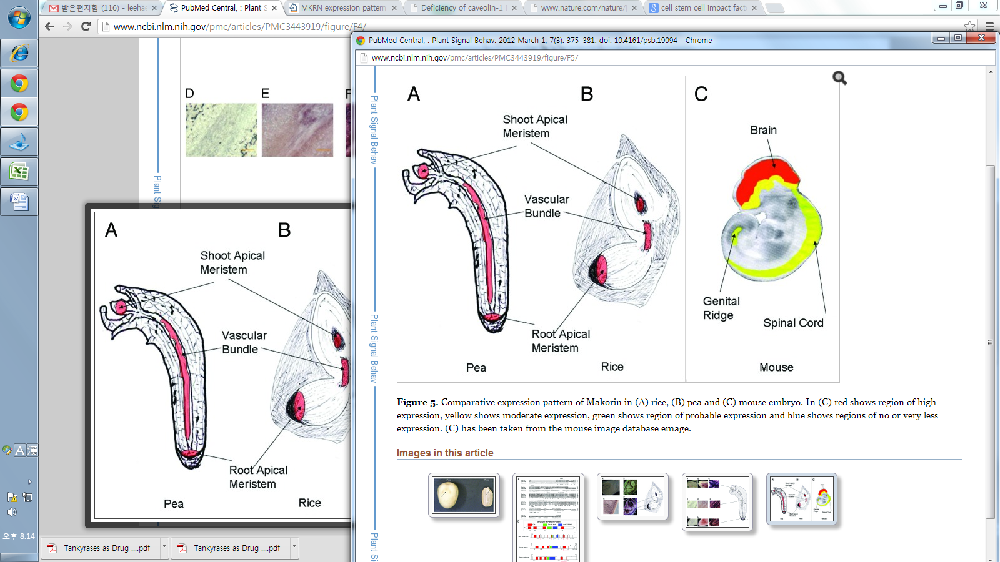 받은편지함 (116) - leeha
PubMed Central, : Plant S
MKRN expression pattern
Deficiency of caveolin-1
www.nature.com/nature/j
cell stem cell impact fact
www.ncbi.nlm.nih.gov/pmc/articles/PMC3443919/figure/F4/
PubMed Central, : Plant Signal Behav. 2012 March 1; 7(3): 375–381. doi: 10.4161/psb.19094 - Chrome
www.ncbi.nlm.nih.gov/pmc/articles/PMC3443919/figure/F5/
D
E
F
Plant Sig
A
B
Shoot Apical
Meristem
Vascular
Bundle
Root Apical
Meristem
Pea
Rice
Plant Signal Behav
Plant Signal Behav
Plant Si
A
B
C
Shoot Apical
Meristem
Brain
Vascular
Bundle
Genital
Ridge
Spinal Cord
Root Apical
Meristem
Pea
Rice
Mouse
Figure 5. Comparative expression pattern of Makorin in (A) rice, (B) pea and (C) mouse embryo. In (C) red shows region of high
expression, yellow shows moderate expression, green shows region of probable expression and blue shows regions of no or very less
expression. (C) has been taken from the mouse image database emage.
Images in this article
A 漢
오후 8:14
Tankyrases as Drug ....pdf
Tankyrases as Drug ....pdf